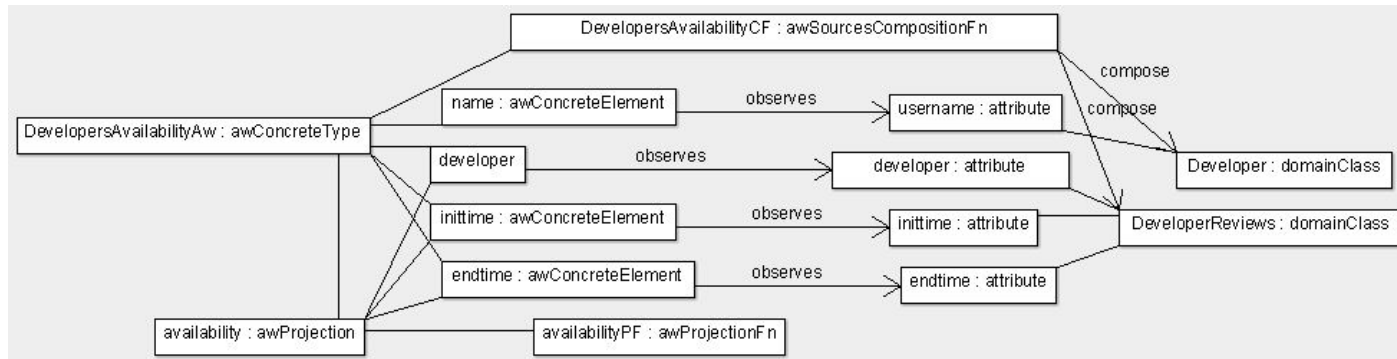 DevelopersAvailabilityCF : awSourcesCompositionFn
compose
name : awConcreteElement
observes
username : attribute
compose
DevelopersAvailabilityAw : awConcreteType
developer
observes
developer : attribute
Developer : domainClass
inittime : awConcreteElement
observes
inittime : attribute
DeveloperReviews : domainClass
endtime : awConcreteElement
observes
endtime : attribute
availability : awProjection
availabilityPF : awProjectionFn